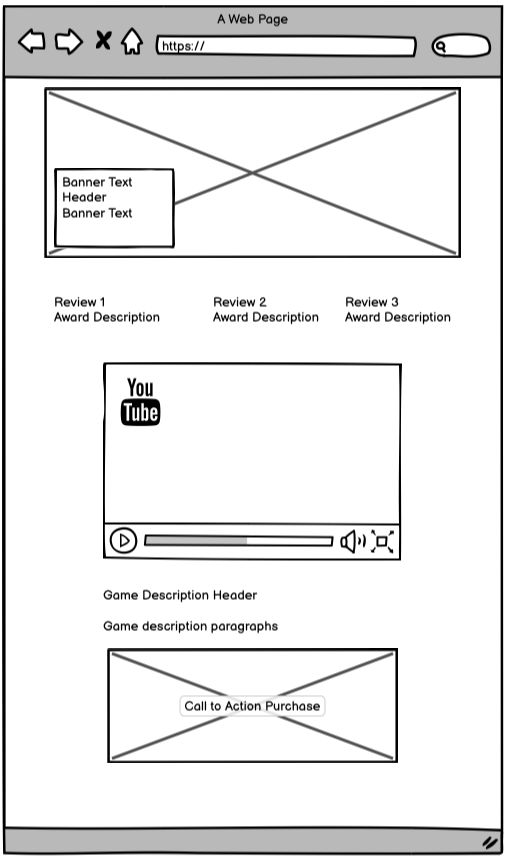 A Web Page
https://
Banner Text
Header
Banner Text
Review 1
Award Description
Review 2
Award Description
Review 3
Award Description
You
Tube
Game Description Header
Game description paragraphs
Call to Action Purchase